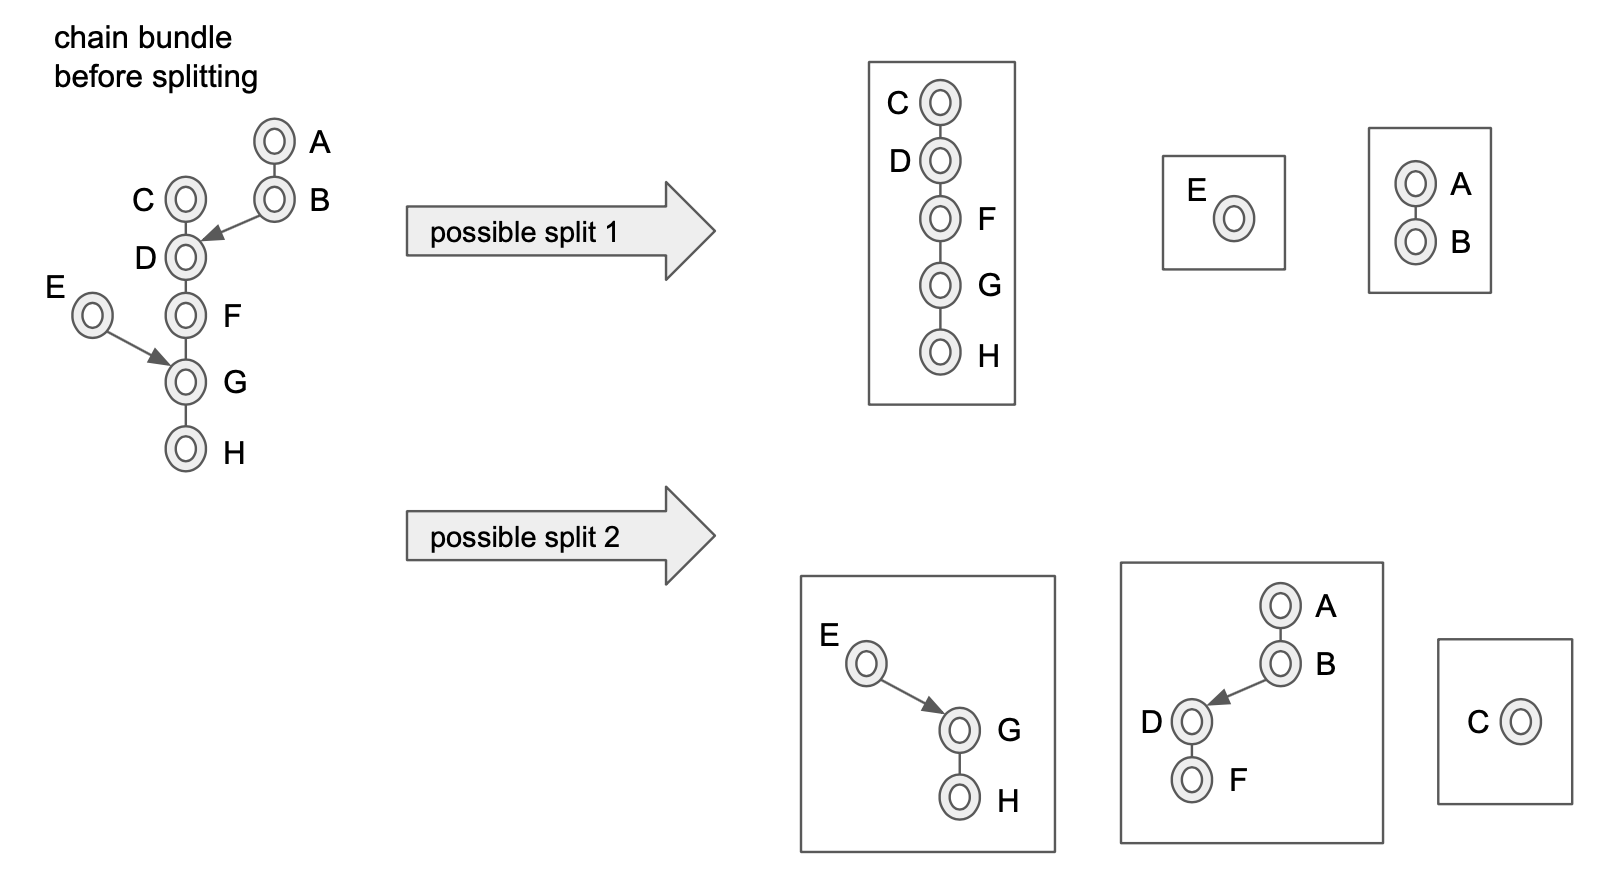 chain bundle
before splitting
A
C
B
D
E
F
G
H
possible split 1
C
D
F
G
H
E
A
B
possible split 2
E
G
H
A
B
D
F
C